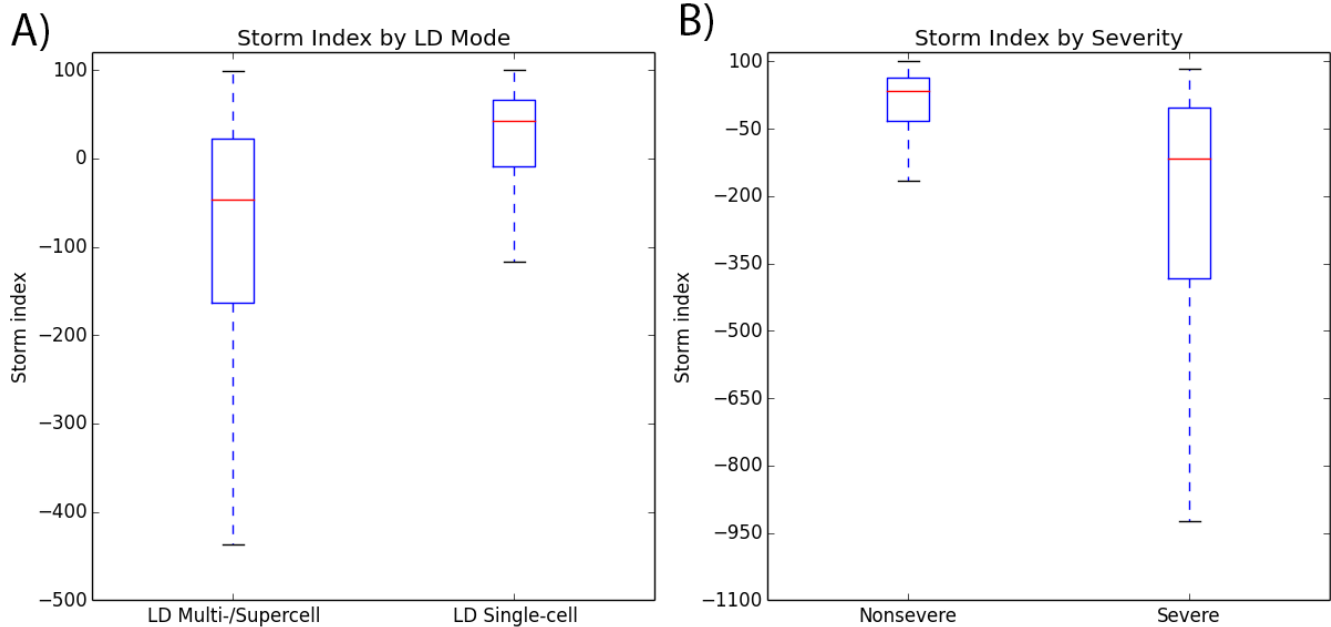 A)
Storm Index by LD Mode
100
0
−100
−200
−300
−400
−500
Storm index
LD Multi-/Supercell
LD Single-cell
B)
Storm Index by Severity
100
−50
−200
−350
−500
−650
−800
−950
−1100
Storm index
Nonsevere
Severe